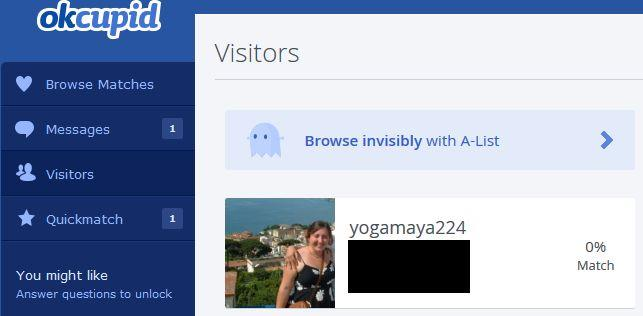 okcupid
Browse Matches
Messages 1
Visitors
Quickmatch 1
You might like
Answer questions to unlock
Visitors
Browse invisibly with A-List
yogamaya224
0%
Match